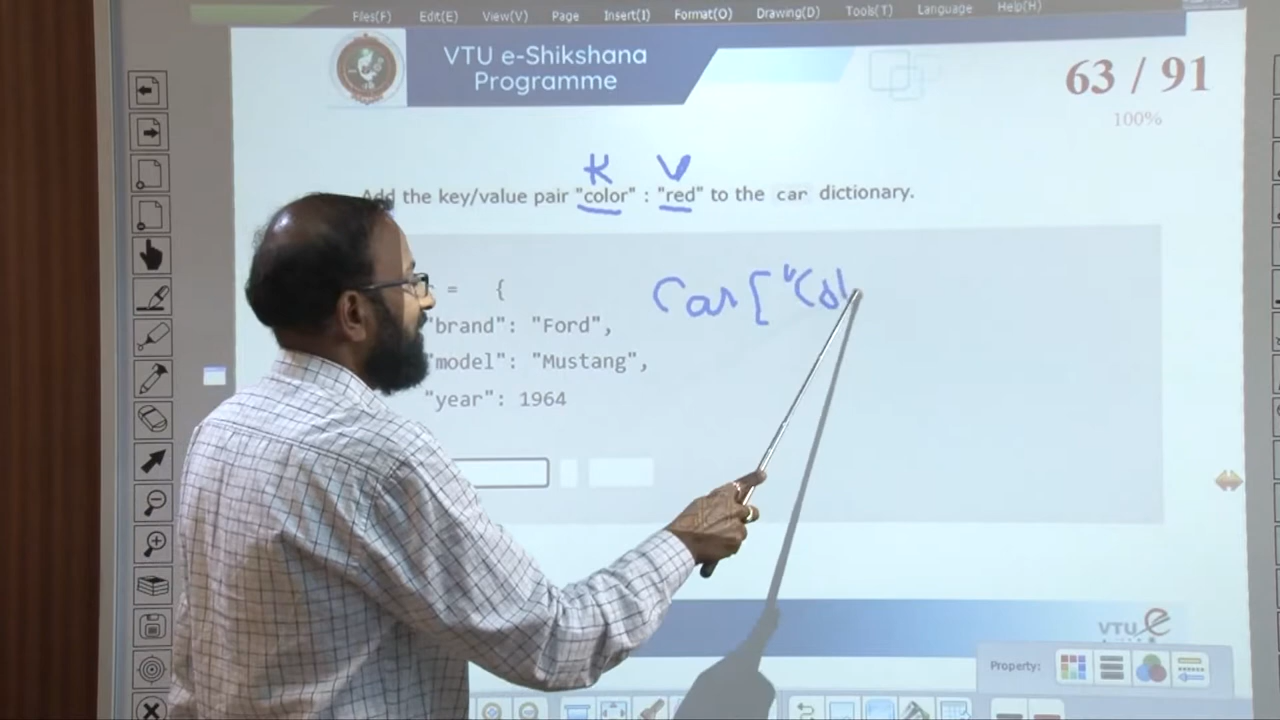 Files(F) Edit(E) View(V) Page Insert(I) Format(O) Drawing(D) Tools(T) Language Help(H)
VTU e-Shikshana
Programme
63 / 91
100%
K V
the key/value pair "color" : "red" to the car dictionary.
= {
Car["Col
"brand": "Ford",
"model": "Mustang",
"year": 1964
VTU e
Property: